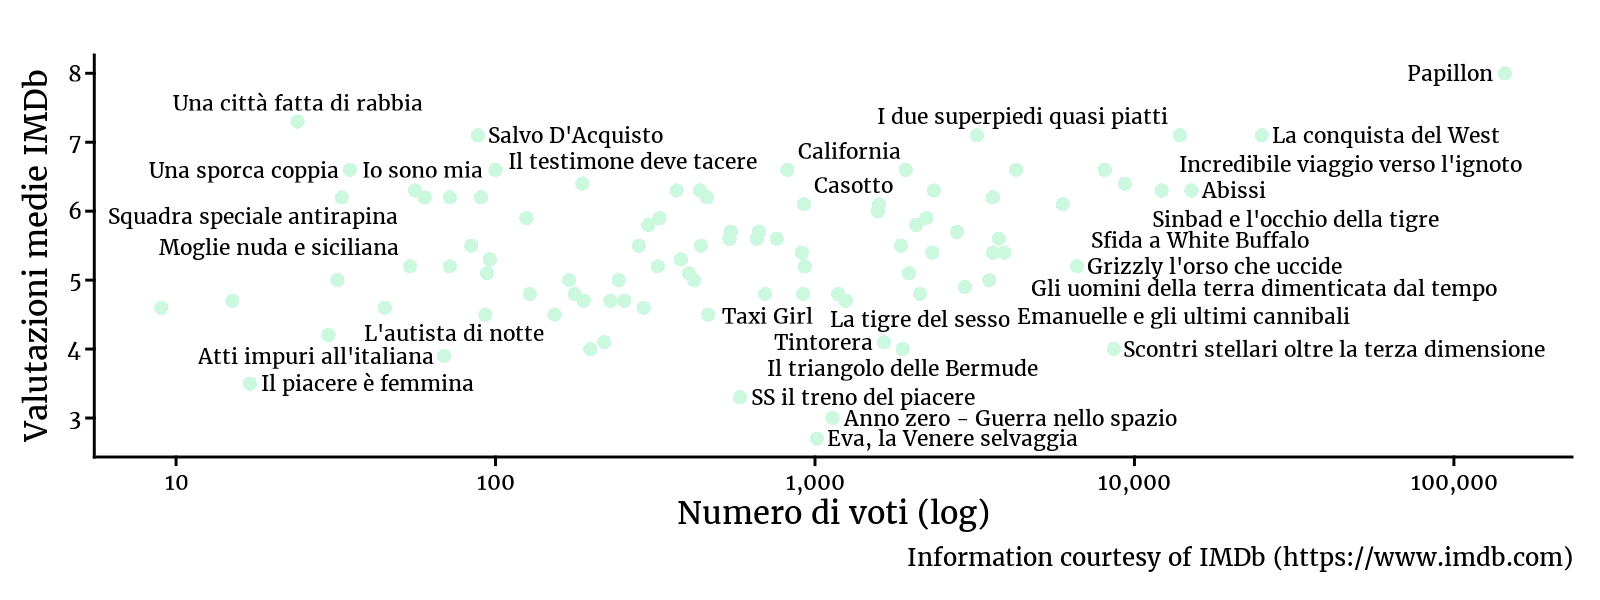 Valutazioni medie IMDb
8
7
6
5
4
3
Papillon
Una città fatta di rabbia
I due superpiedi quasi piatti
Salvo D'Acquisto
La conquista del West
California
Il testimone deve tacere
Incredibile viaggio verso l'ignoto
Una sporca coppia
Io sono mia
Casotto
Abissi
Squadra speciale antirapina
Sinbad e l'occhio della tigre
Sfida a White Buffalo
Moglie nuda e siciliana
Grizzly l'orso che uccide
Gli uomini della terra dimenticata dal tempo
Taxi Girl
La tigre del sesso
Emanuelle e gli ultimi cannibali
L'autista di notte
Tintorera
Scontri stellari oltre la terza dimensione
Atti impuri all'italiana
Il triangolo delle Bermude
Il piacere è femmina
SS il treno del piacere
Anno zero - Guerra nello spazio
Eva, la Venere selvaggia
10
100
1,000
10,000
100,000
Numero di voti (log)
Information courtesy of IMDb (https://www.imdb.com)